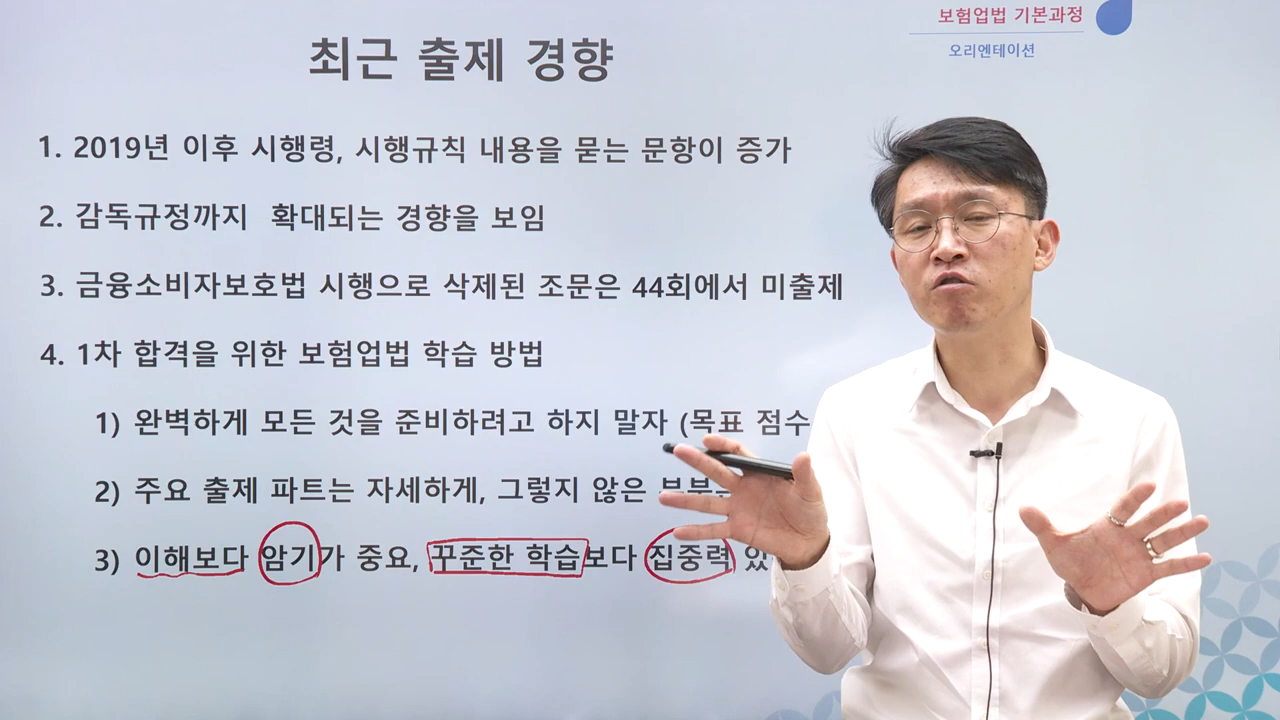 보험업법 기본과정
오리엔테이션
최근 출제 경향
1. 2019년 이후 시행령, 시행규칙 내용을 묻는 문항이 증가
2. 감독규정까지 확대되는 경향을 보임
3. 금융소비자보호법 시행으로 삭제된 조문은 44회에서 미출제
4. 1차 합격을 위한 보험업법 학습 방법
1) 완벽하게 모든 것을 준비하려고 하지 말자 (목표 점수
2) 주요 출제 파트는 자세하게, 그렇지 않은
3) 이해보다 암기가 중요, 꾸준한 학습보다 집중력 있